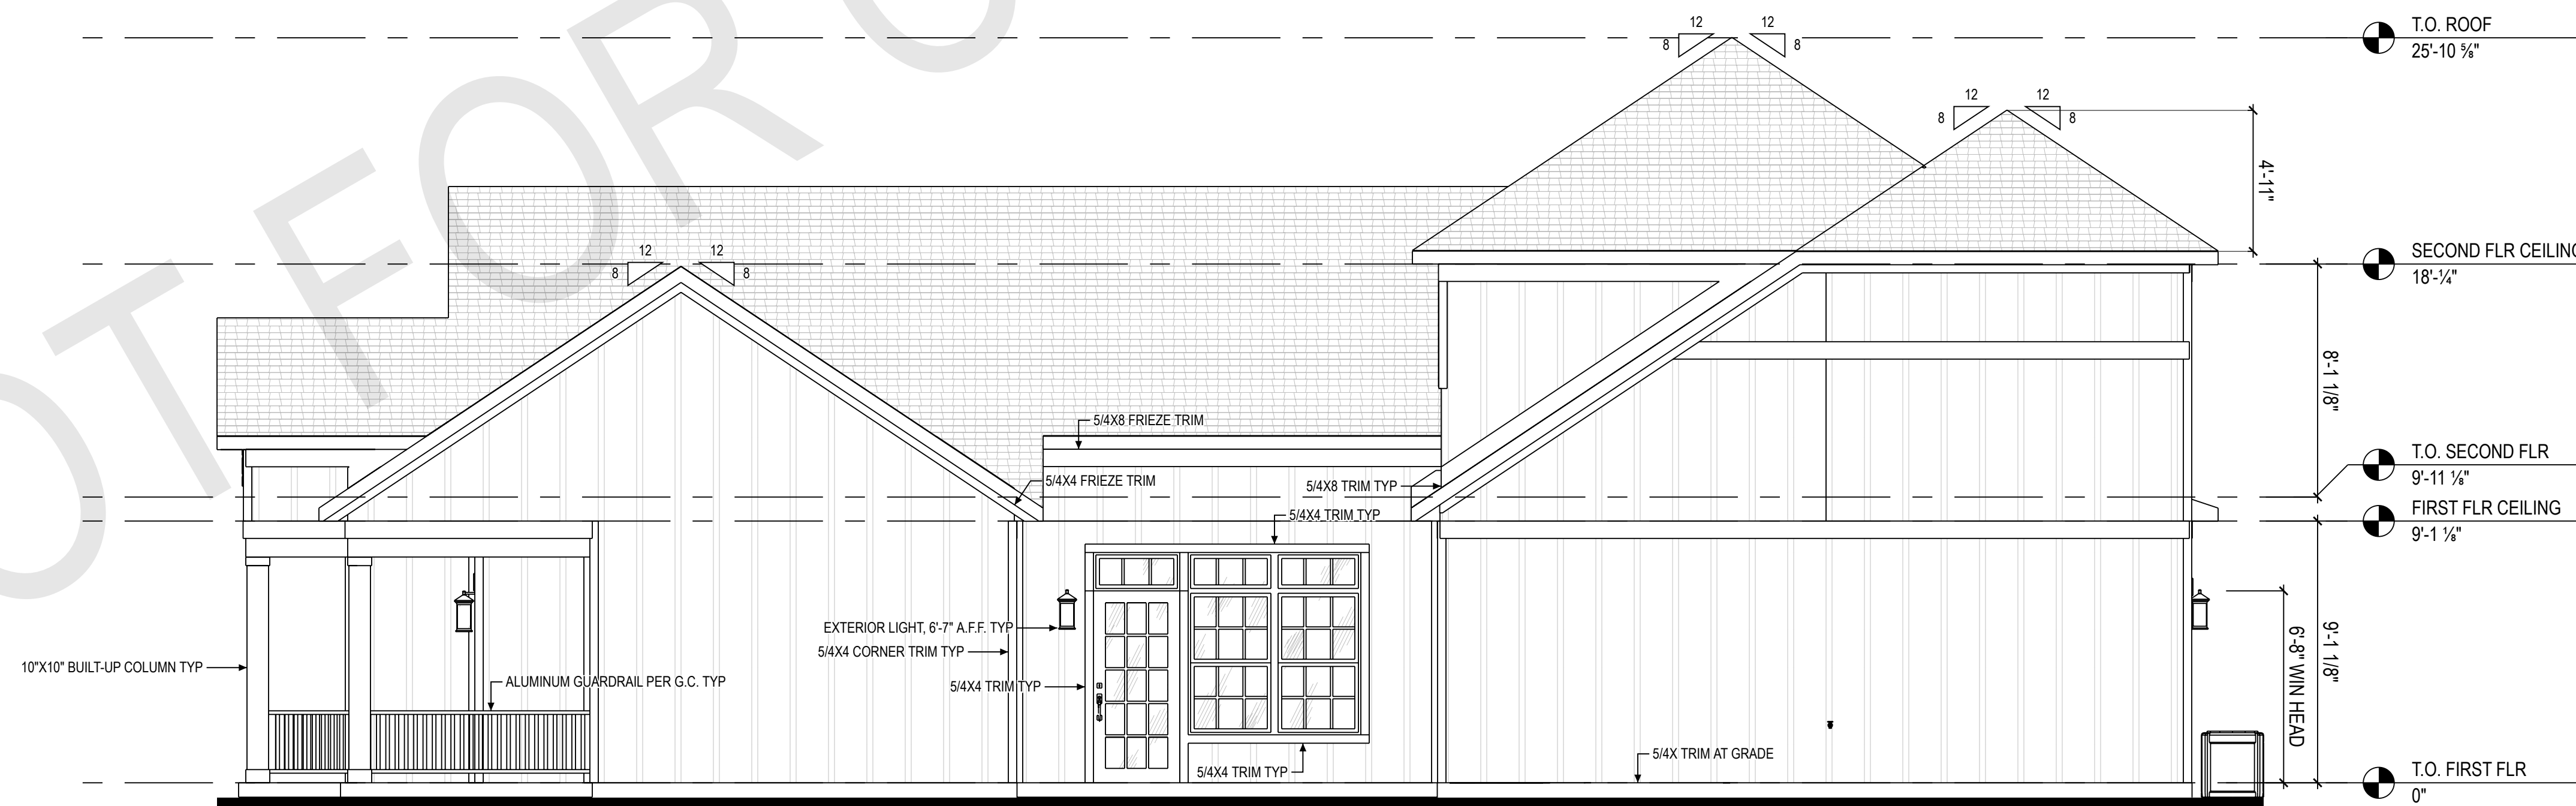 OT FOR C
12 12
8 8
T.O. ROOF
25'-10 ⅝"
12 12
8 8
4'-11"
12 12
8 8
SECOND FLR CEILING
18'-¼"
8'-1 1/8"
5/4X8 FRIEZE TRIM
T.O. SECOND FLR
9'-11 ⅛"
5/4X4 FRIEZE TRIM
5/4X8 TRIM TYP
5/4X4 TRIM TYP
FIRST FLR CEILING
9'-1 ⅛"
EXTERIOR LIGHT, 6'-7" A.F.F. TYP
5/4X4 CORNER TRIM TYP
10"X10" BUILT-UP COLUMN TYP
ALUMINUM GUARDRAIL PER G.C. TYP
5/4X4 TRIM TYP
9'-1 1/8"
6'-8" WIN HEAD
5/4X TRIM AT GRADE
5/4X4 TRIM TYP
T.O. FIRST FLR
0"